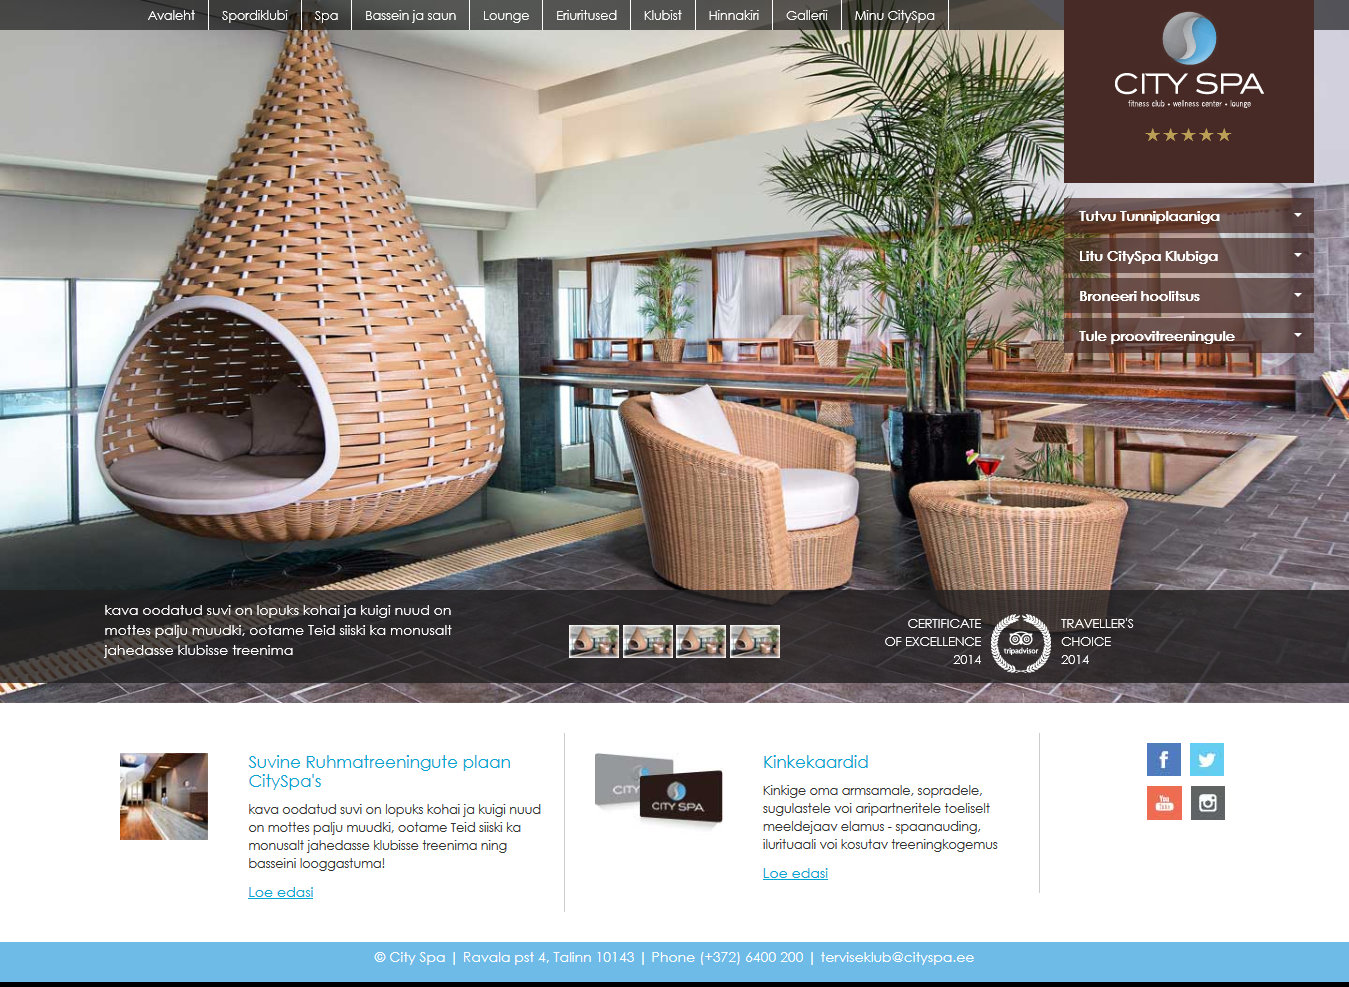 Avaleht Spordiklubi Spa Bassein ja saun Lounge Eriuritused Klubist Hinnakiri Gallerii Minu CitySpa
CITY SPA
fitness club • wellness center • lounge
Tutvu Tunniplaaniga
Litu CitySpa Klubiga
Broneeri hoolitsus
Tule proovitreeningule
kava oodatud suvi on lopuks kohai ja kuigi nuud on
mottes palju muudki, ootame Teid siiski ka monusalt
jahedasse klubisse treenima
CERTIFICATE
OF EXCELLENCE
2014
tripadvisor
TRAVELLER'S
CHOICE
2014
Suvine Ruhmatreeningute plaan
CitySpa's
kava oodatud suvi on lopuks kohai ja kuigi nuud
on mottes palju muudki, ootame Teid siiski ka
monusalt jahedasse klubisse treenima ning
basseini looggastuma!
Loe edasi
CITY
CITY SPA
Kinkekaardid
Kinkige oma armsamale, sopradele,
sugulastele voi aripartneritele toeliselt
meeldejaav elamus - spaanauding,
ilurituaali voi kosutav treeningkogemus
Loe edasi
f
You
Tube
© City Spa | Ravala pst 4, Talinn 10143 | Phone (+372) 6400 200 | terviseklub@cityspa.ee